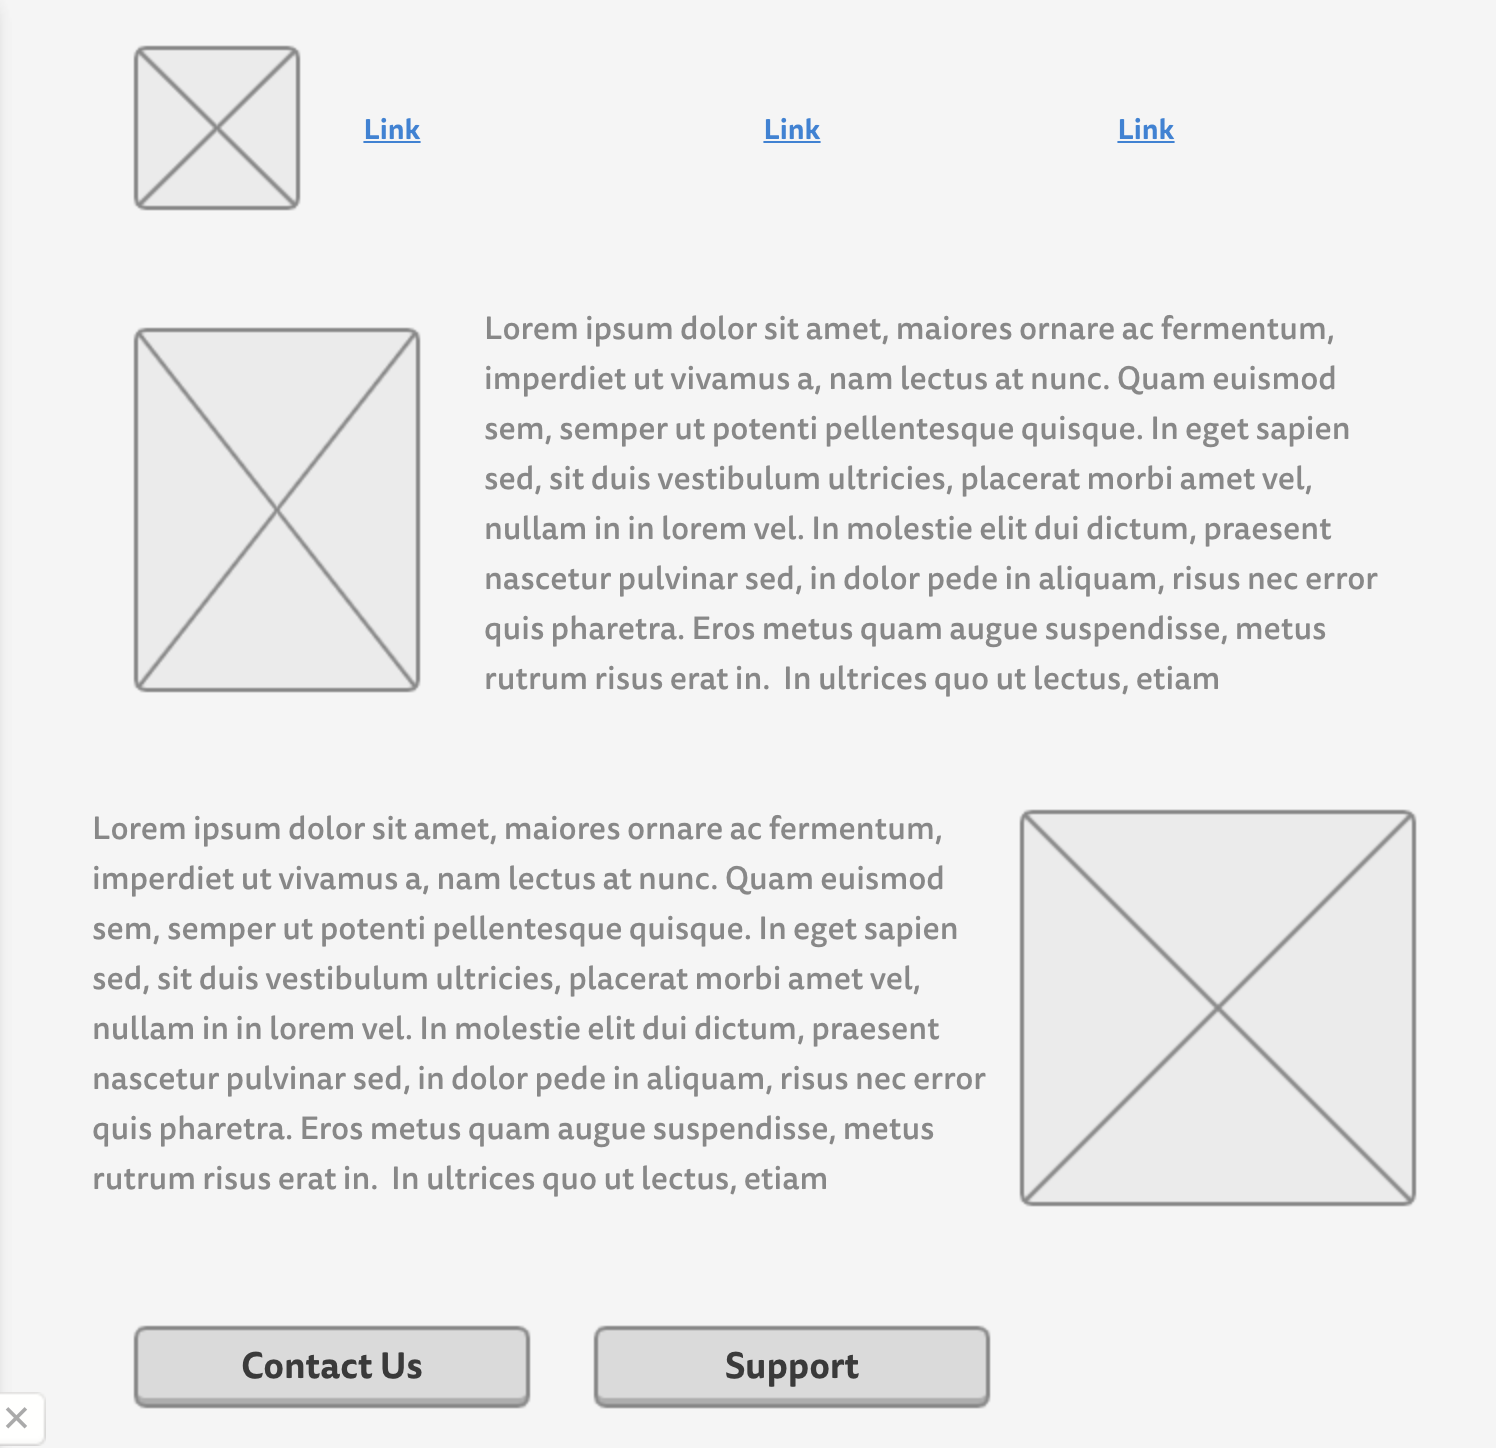 Link Link Link
Lorem ipsum dolor sit amet, maiores ornare ac fermentum,
imperdiet ut vivamus a, nam lectus at nunc. Quam euismod
sem, semper ut potenti pellentesque quisque. In eget sapien
sed, sit duis vestibulum ultricies, placerat morbi amet vel,
nullam in in lorem vel. In molestie elit dui dictum, praesent
nascetur pulvinar sed, in dolor pede in aliquam, risus nec error
quis pharetra. Eros metus quam augue suspendisse, metus
rutrum risus erat in.  In ultrices quo ut lectus, etiam
Lorem ipsum dolor sit amet, maiores ornare ac fermentum,
imperdiet ut vivamus a, nam lectus at nunc. Quam euismod
sem, semper ut potenti pellentesque quisque. In eget sapien
sed, sit duis vestibulum ultricies, placerat morbi amet vel,
nullam in in lorem vel. In molestie elit dui dictum, praesent
nascetur pulvinar sed, in dolor pede in aliquam, risus nec error
quis pharetra. Eros metus quam augue suspendisse, metus
rutrum risus erat in.  In ultrices quo ut lectus, etiam
Contact Us Support